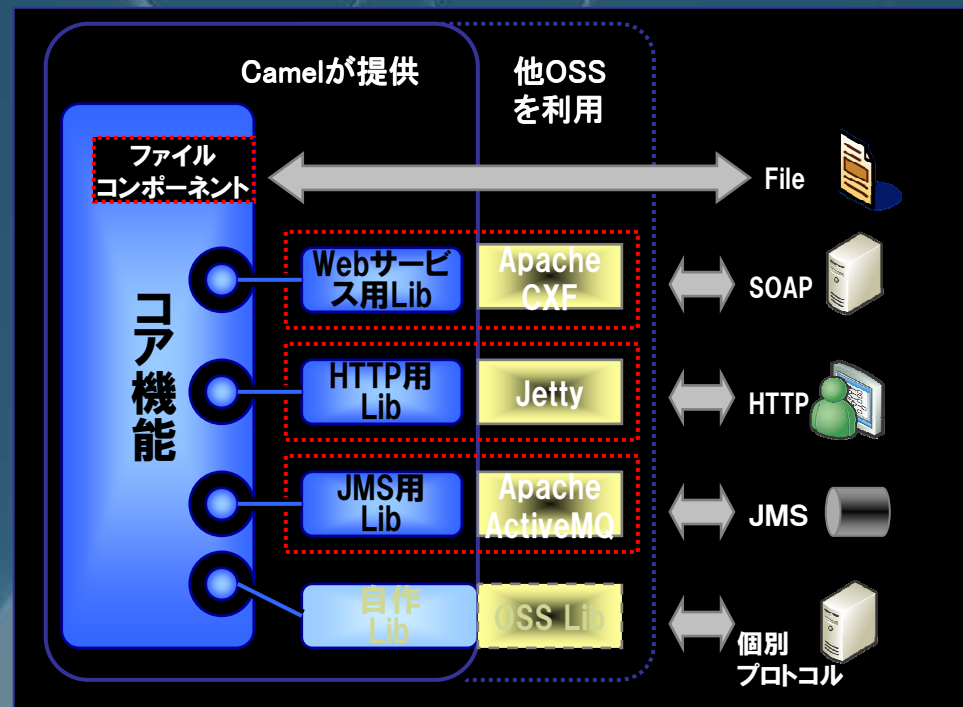 Camelが提供
他OSS
を利用
ファイル
コンポーネント
File
コア機能
Webサービ
ス用Lib
Apache
CXF
SOAP
HTTP用
Lib
Jetty
HTTP
JMS用
Lib
Apache
ActiveMQ
JMS
自作
Lib
OSS Lib
個別
プロトコル